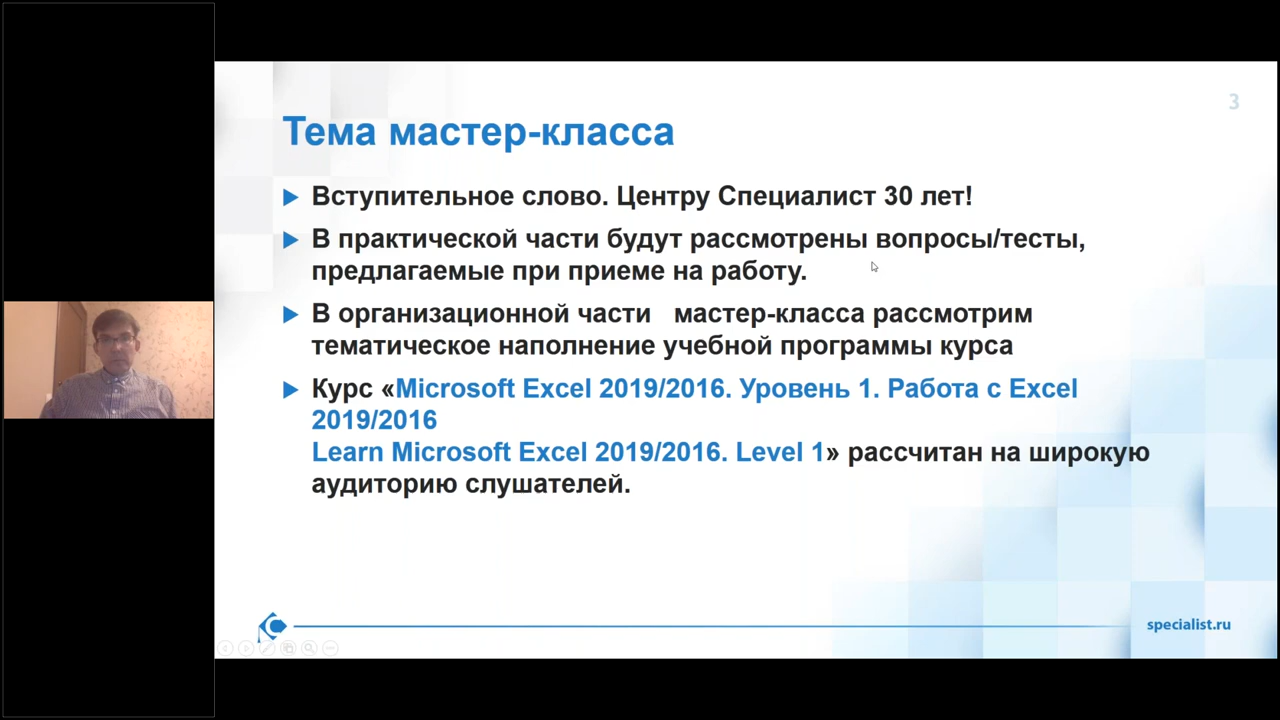 3
Тема мастер-класса
Вступительное слово. Центру Специалист 30 лет!
В практической части будут рассмотрены вопросы/тесты,
предлагаемые при приеме на работу.
В организационной части мастер-класса рассмотрим
тематическое наполнение учебной программы курса
Курс «Microsoft Excel 2019/2016. Уровень 1. Работа с Excel
2019/2016
Learn Microsoft Excel 2019/2016. Level 1» рассчитан на широкую
аудиторию слушателей.
specialist.ru